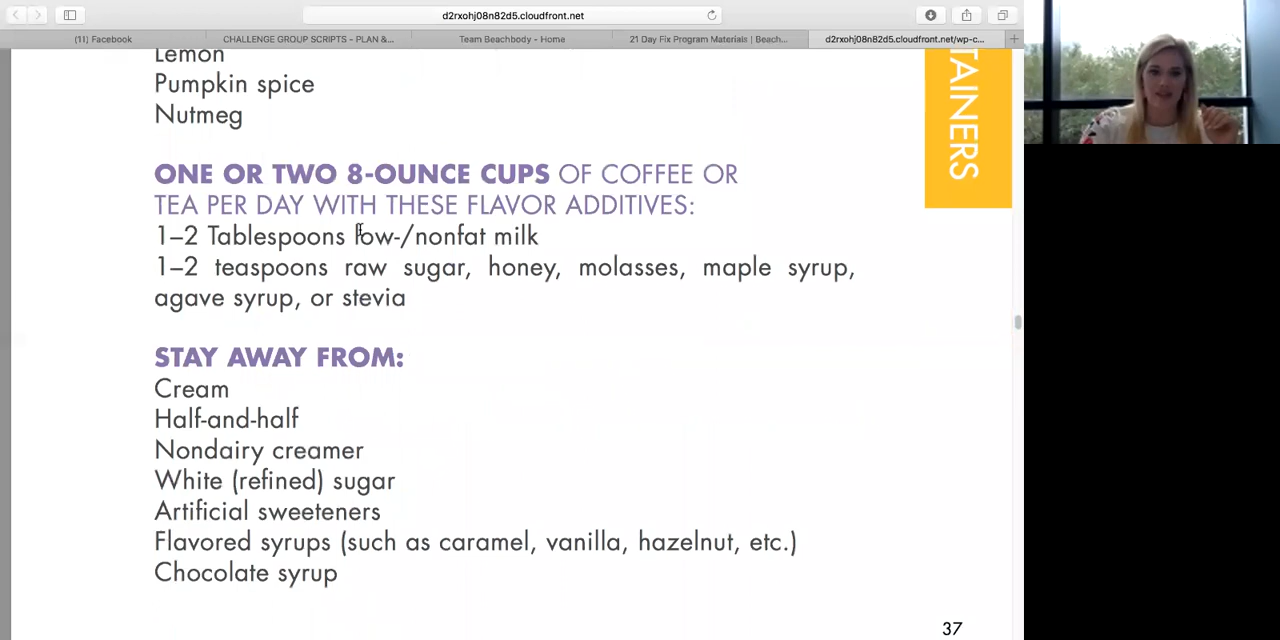 d2rxohj08n82d5.cloudfront.net
(11) Facebook
CHALLENGE GROUP SCRIPTS - PLAN &...
Team Beachbody - Home
21 Day Fix Program Materials | Beach...
d2rxohj08n82d5.cloudfront.net/wp-c...
Lemon
Pumpkin spice
Nutmeg
TAINERS
ONE OR TWO 8-OUNCE CUPS OF COFFEE OR
TEA PER DAY WITH THESE FLAVOR ADDITIVES:
1–2 Tablespoons low-/nonfat milk
1–2 teaspoons raw sugar, honey, molasses, maple syrup,
agave syrup, or stevia
STAY AWAY FROM:
Cream
Half-and-half
Nondairy creamer
White (refined) sugar
Artificial sweeteners
Flavored syrups (such as caramel, vanilla, hazelnut, etc.)
Chocolate syrup
37